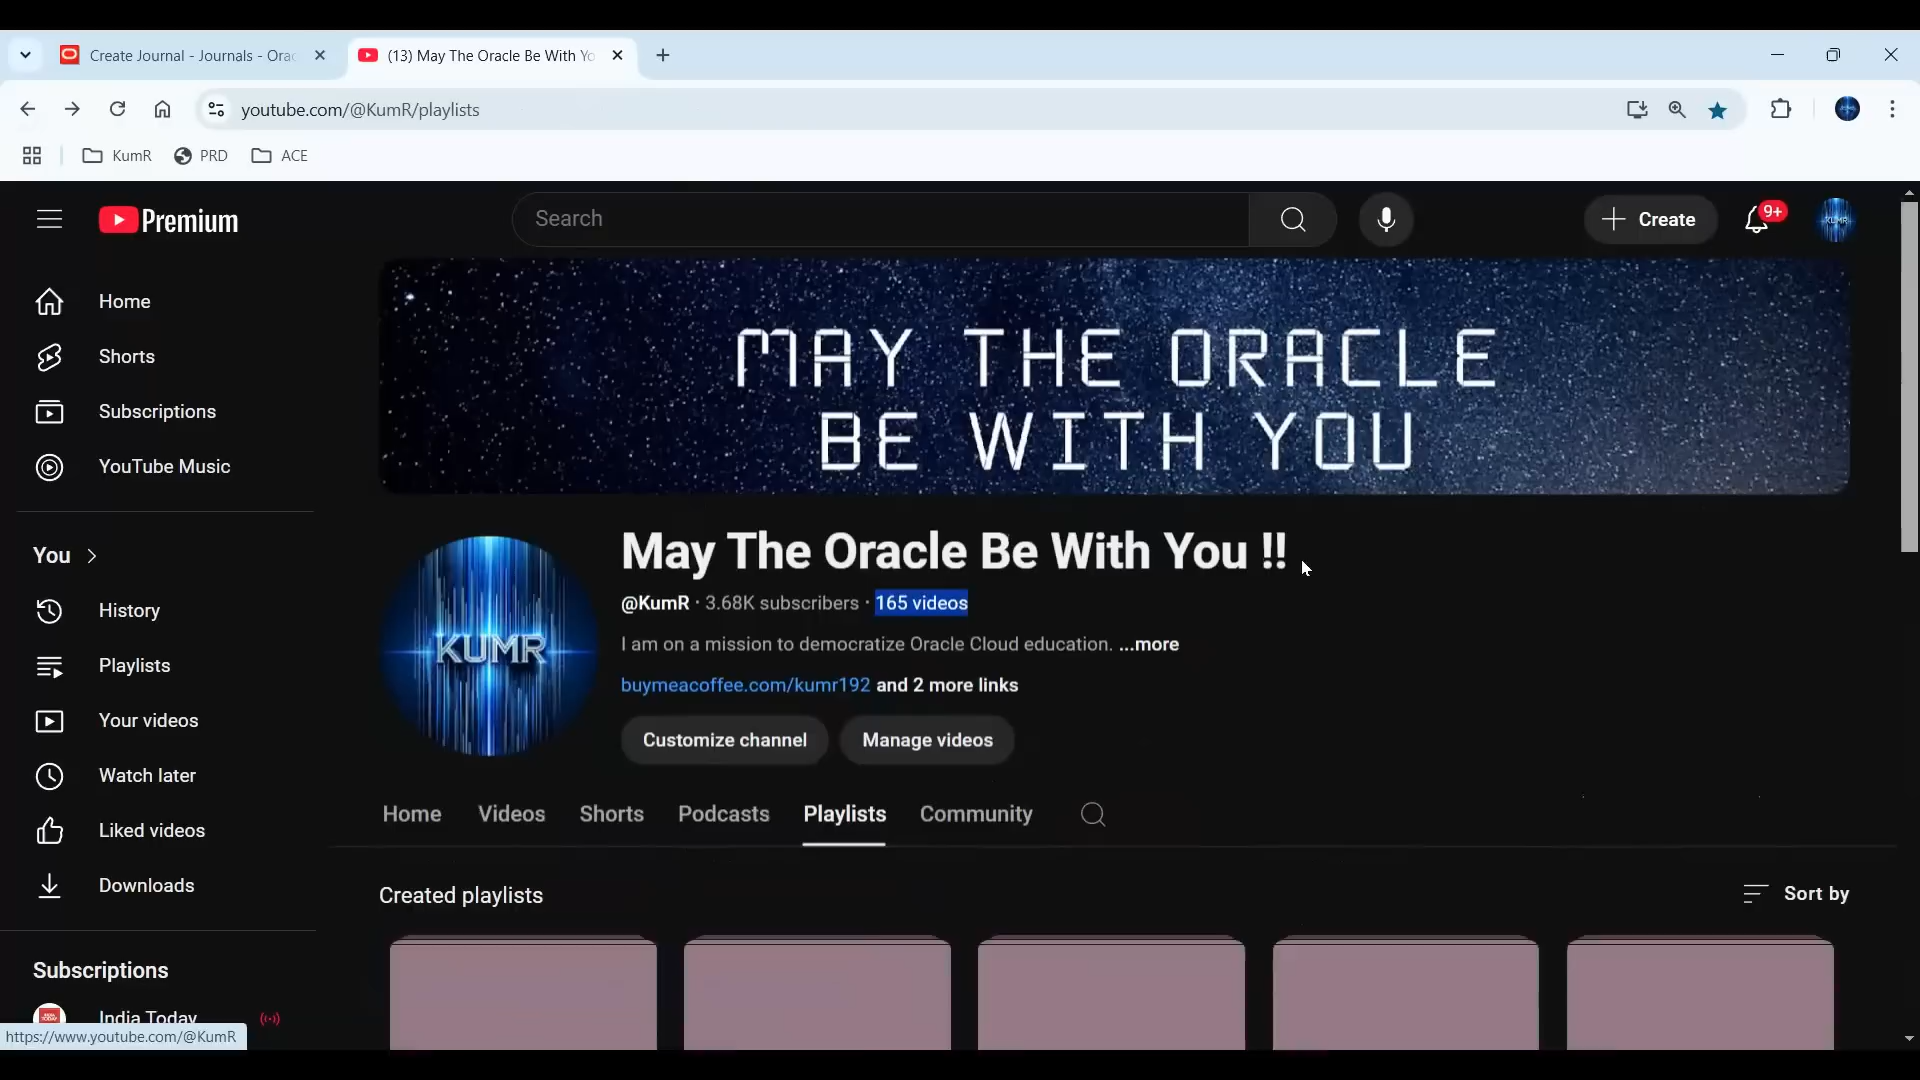 Create Journal - Journals - Orac
(13) May The Oracle Be With Yo
youtube.com/@KumR/playlists
KumR
PRD
ACE
Premium
Search
Create
9+
KUMR
Home
Shorts
Subscriptions
YouTube Music
You
History
Playlists
Your videos
Watch later
Liked videos
Downloads
Subscriptions
India Today
https://www.youtube.com/@KumR
MAY THE ORACLE
BE WITH YOU
KUMR
May The Oracle Be With You !!
@KumR · 3.68K subscribers · 165 videos
I am on a mission to democratize Oracle Cloud education. ...more
buymeacoffee.com/kumr192 and 2 more links
Customize channel
Manage videos
Home Videos Shorts Podcasts Playlists Community
Created playlists
Sort by